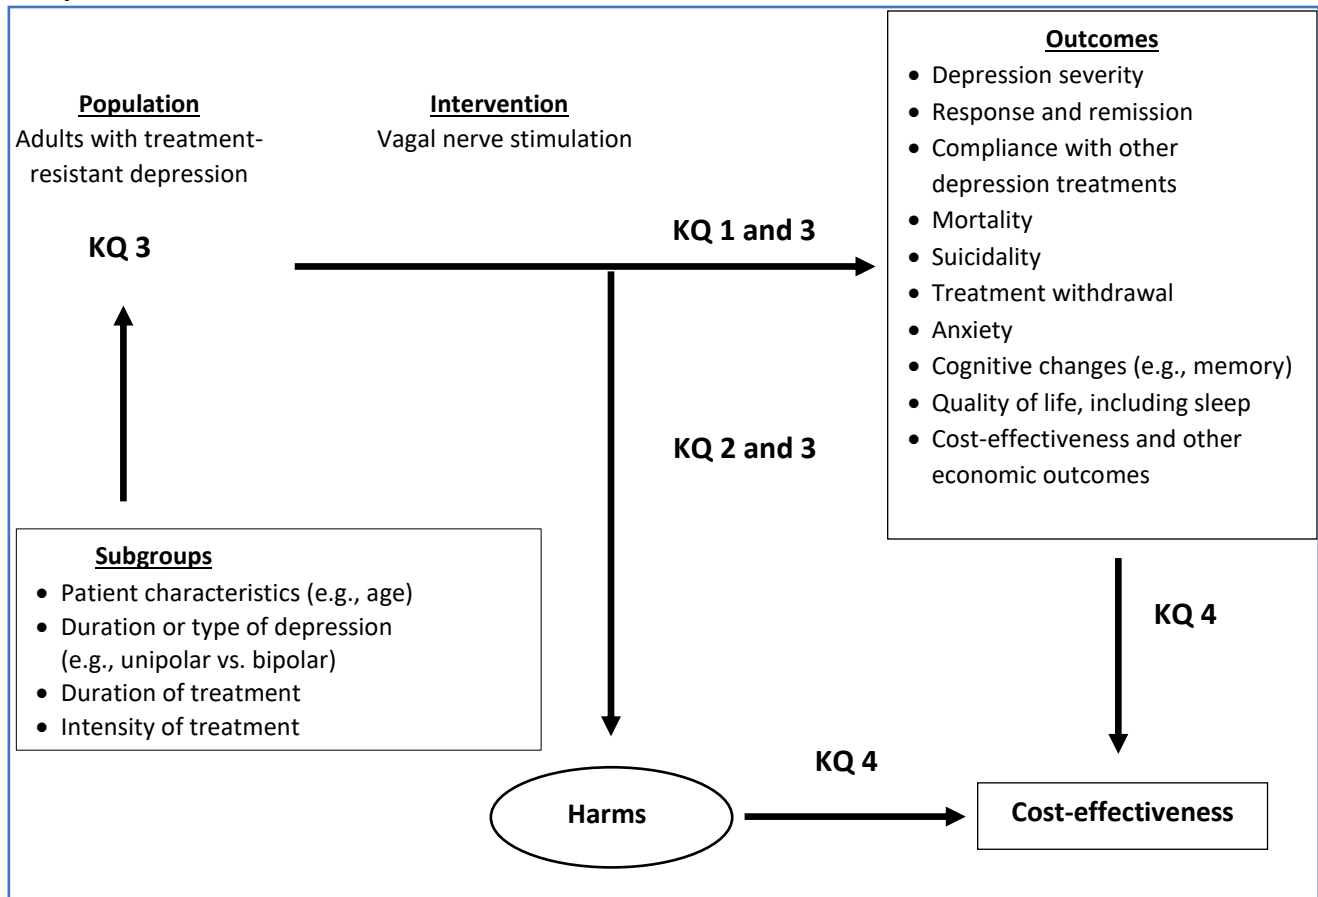 Population
Adults with treatment-
resistant depression
KQ 3
Intervention
Vagal nerve stimulation
KQ 1 and 3
KQ 2 and 3
Outcomes
• Depression severity
• Response and remission
• Compliance with other
depression treatments
• Mortality
• Suicidality
• Treatment withdrawal
• Anxiety
• Cognitive changes (e.g., memory)
• Quality of life, including sleep
• Cost-effectiveness and other
economic outcomes
Subgroups
• Patient characteristics (e.g., age)
• Duration or type of depression
(e.g., unipolar vs. bipolar)
• Duration of treatment
• Intensity of treatment
KQ 4
Harms
KQ 4
Cost-effectiveness